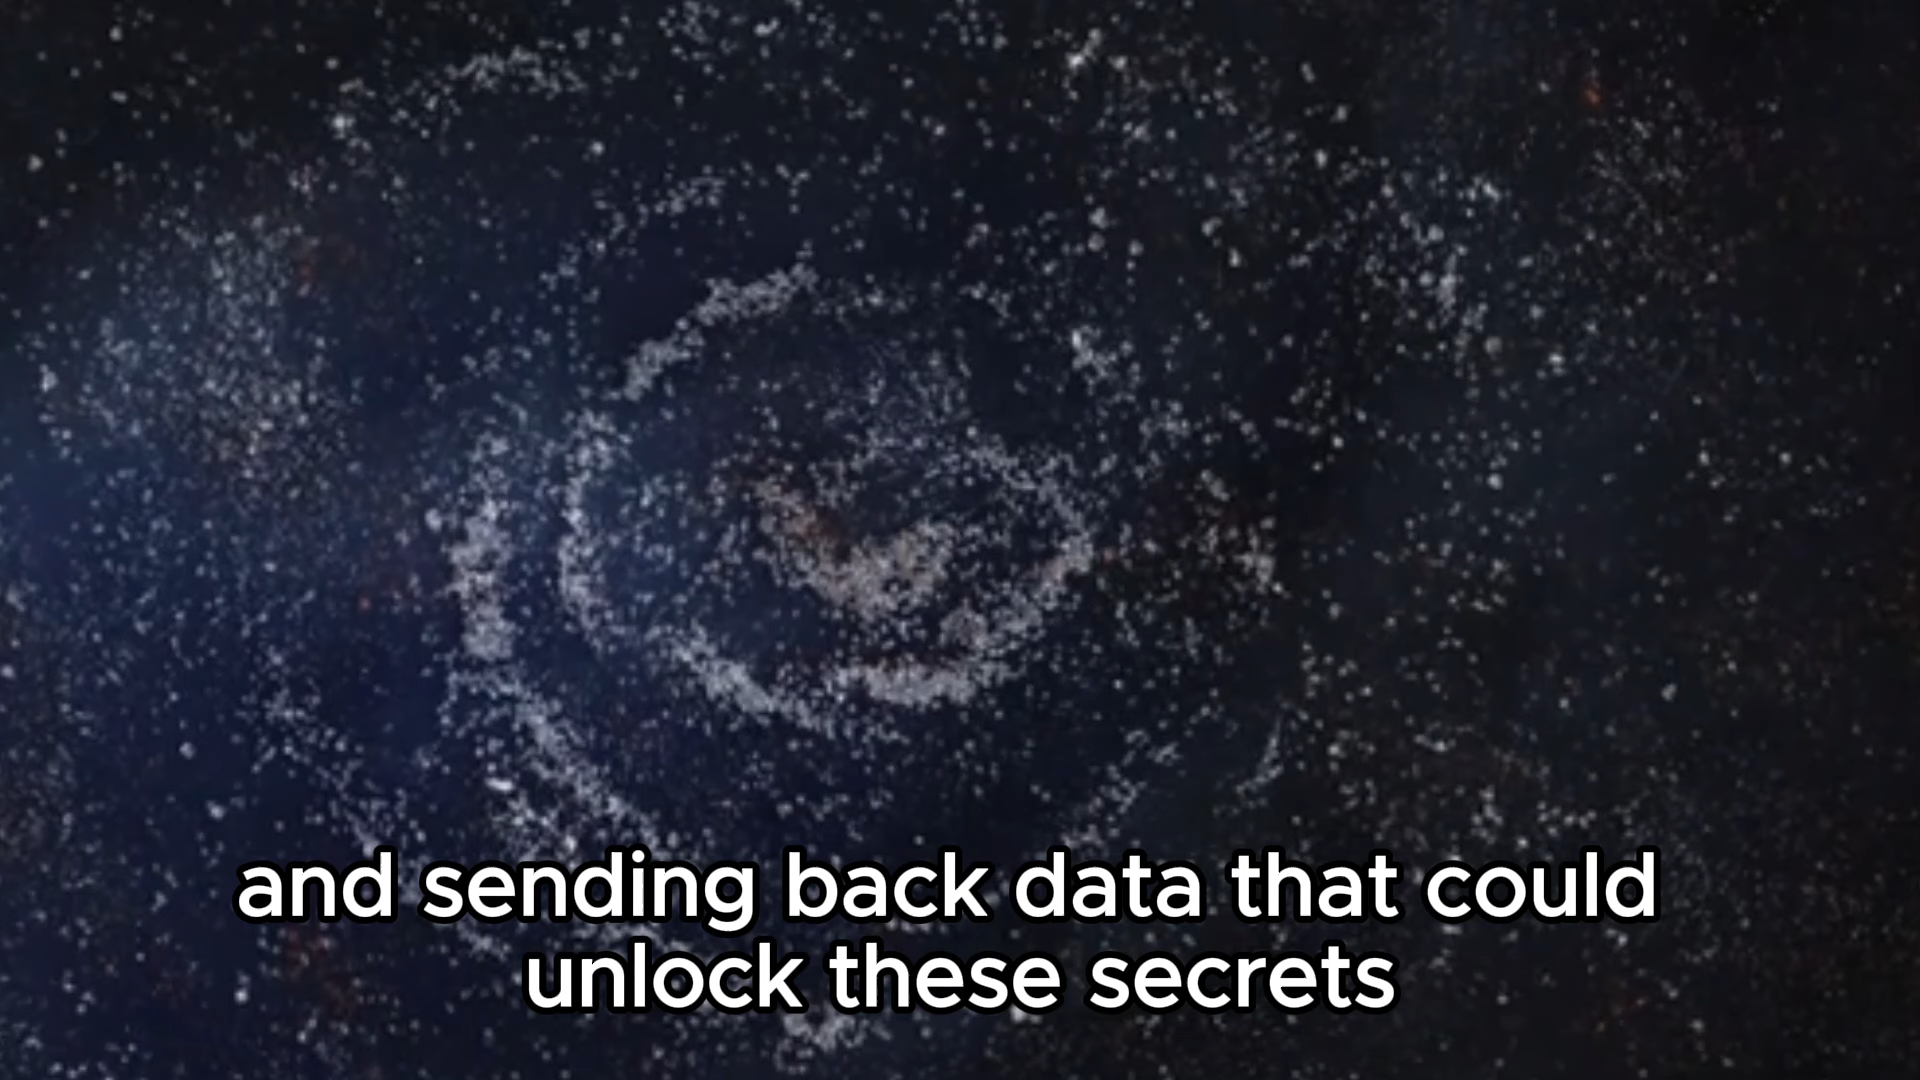 and sending back data that could
unlock these secrets